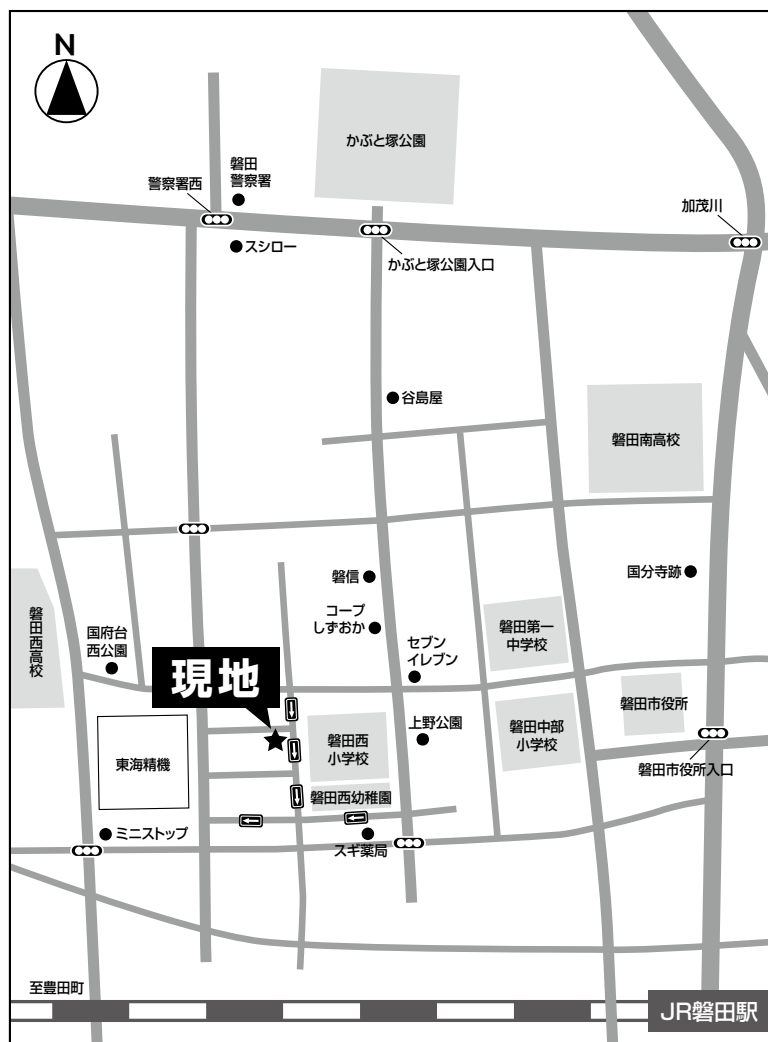 N
かぶと塚公園
磐田
警察署
警察署西
加茂川
スシロー
かぶと塚公園入口
谷島屋
磐田南高校
磐信
国分寺跡
コープ
しずおか
磐田第一
中学校
磐田西高校
国府台
西公園
セブン
イレブン
現地
磐田市役所
上野公園
磐田中部
小学校
磐田西
小学校
東海精機
磐田市役所入口
磐田西幼稚園
ミニストップ
スギ薬局
至豊田町
JR磐田駅